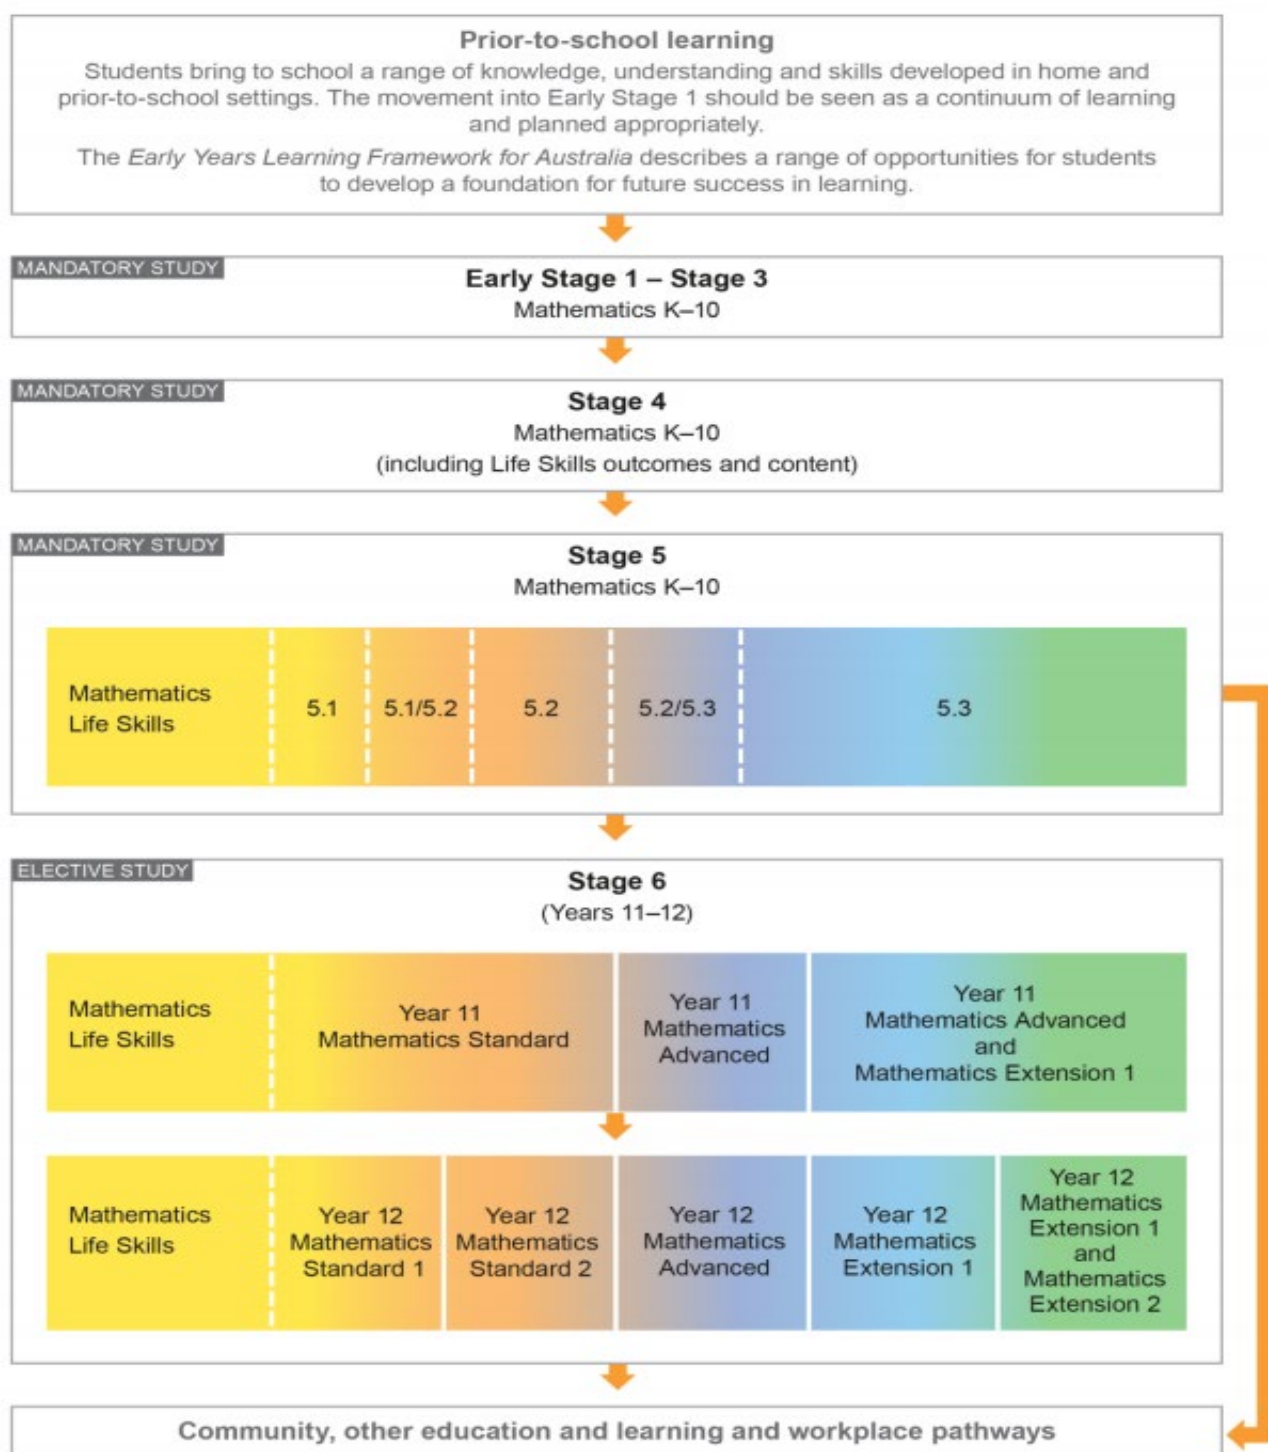 Prior-to-school learning
Students bring to school a range of knowledge, understanding and skills developed in home and
prior-to-school settings. The movement into Early Stage 1 should be seen as a continuum of learning
and planned appropriately.
The Early Years Learning Framework for Australia describes a range of opportunities for students
to develop a foundation for future success in learning.
MANDATORY STUDY
Early Stage 1 – Stage 3
Mathematics K–10
MANDATORY STUDY
Stage 4
Mathematics K–10
(including Life Skills outcomes and content)
MANDATORY STUDY
Stage 5
Mathematics K–10
Mathematics
Life Skills
5.1
5.1/5.2
5.2
5.2/5.3
5.3
ELECTIVE STUDY
Stage 6
(Years 11–12)
Mathematics
Life Skills
Year 11
Mathematics Standard
Year 11
Mathematics
Advanced
Year 11
Mathematics Advanced
and
Mathematics Extension 1
Mathematics
Life Skills
Year 12
Mathematics
Standard 1
Year 12
Mathematics
Standard 2
Year 12
Mathematics
Advanced
Year 12
Mathematics
Extension 1
Year 12
Mathematics
Extension 1
and
Mathematics
Extension 2
Community, other education and learning and workplace pathways